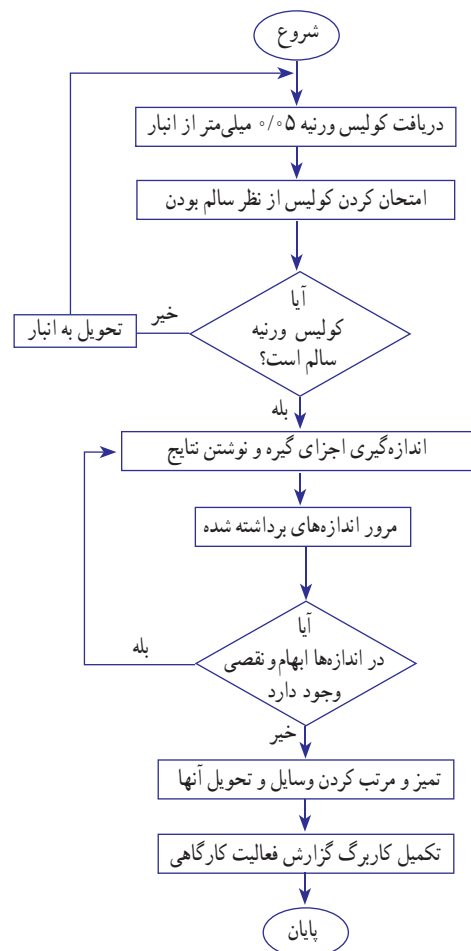 شروع
دریافت کولیس ورنیه ۰/۰۵ میلی‌متر از انبار
امتحان کردن کولیس از نظر سالم بودن
آیا
کولیس ورنیه
سالم است؟
خیر
تحویل به انبار
بله
اندازه‌گیری اجزای گیره و نوشتن نتایج
مرور اندازه‌های برداشته شده
آیا
در اندازه‌ها ابهام و نقصی
وجود دارد
بله
خیر
تمیز و مرتب کردن وسایل و تحویل آنها
تکمیل کاربرگ گزارش فعالیت کارگاهی
پایان